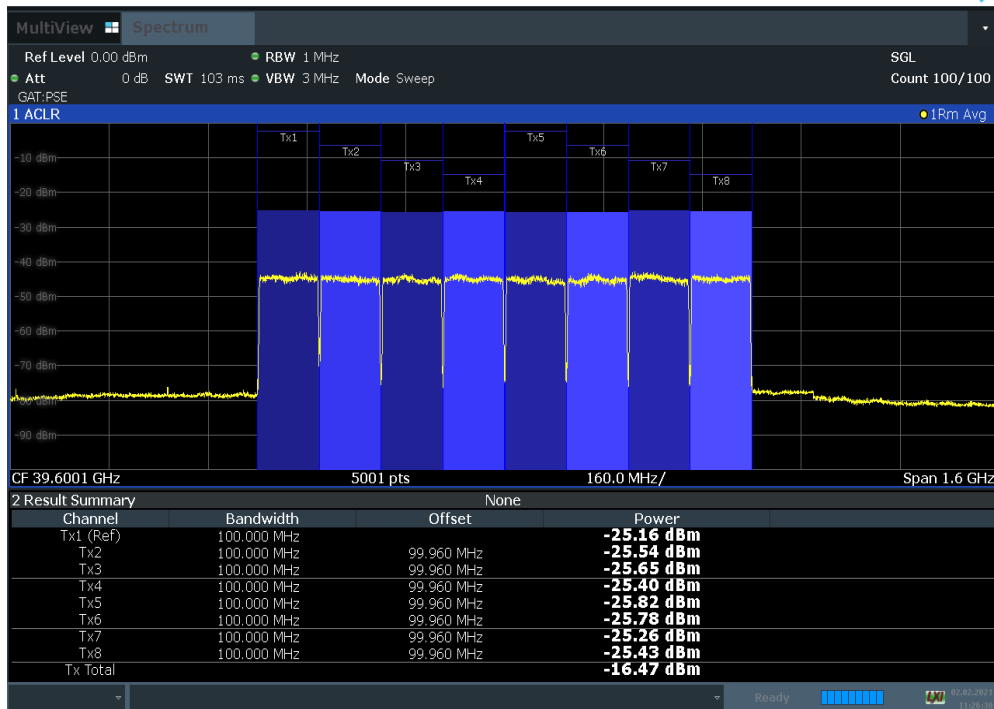 MultiView Spectrum
Ref Level 0.00 dBm RBW 1 MHz SGL
Att 0 dB SWT 103 ms VBW 3 MHz Mode Sweep Count 100/100
GAT:PSE
1 ACLR 1Rm Avg
Tx1 Tx5
Tx2 Tx6
-10 dBm
Tx3 Tx7
Tx4 Tx8
-20 dBm
-30 dBm
-40 dBm
-50 dBm
-60 dBm
-70 dBm
-80 dBm
-90 dBm
CF 39.6001 GHz 5001 pts 160.0 MHz/ Span 1.6 GHz
2 Result Summary None
Channel Bandwidth Offset Power
Tx1 (Ref) 100.000 MHz -25.16 dBm
Tx2 100.000 MHz 99.960 MHz -25.54 dBm
Tx3 100.000 MHz 99.960 MHz -25.65 dBm
Tx4 100.000 MHz 99.960 MHz -25.40 dBm
Tx5 100.000 MHz 99.960 MHz -25.82 dBm
Tx6 100.000 MHz 99.960 MHz -25.78 dBm
Tx7 100.000 MHz 99.960 MHz -25.26 dBm
Tx8 100.000 MHz 99.960 MHz -25.43 dBm
Tx Total -16.47 dBm
Ready 02.02.2021
11:26:30